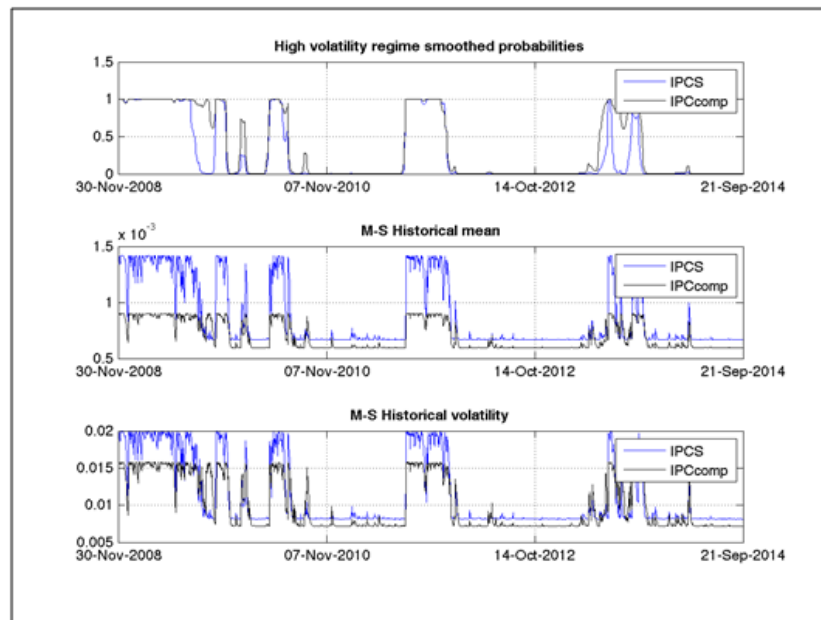 High volatility regime smoothed probabilities
1.5
1
0.5
0
IPCS
IPCcomp
30-Nov-2008 07-Nov-2010 14-Oct-2012 21-Sep-2014
x 10^-3
M-S Historical mean
1.5
1
0.5
IPCS
IPCcomp
30-Nov-2008 07-Nov-2010 14-Oct-2012 21-Sep-2014
M-S Historical volatility
0.02
0.015
0.01
0.005
IPCS
IPCcomp
30-Nov-2008 07-Nov-2010 14-Oct-2012 21-Sep-2014